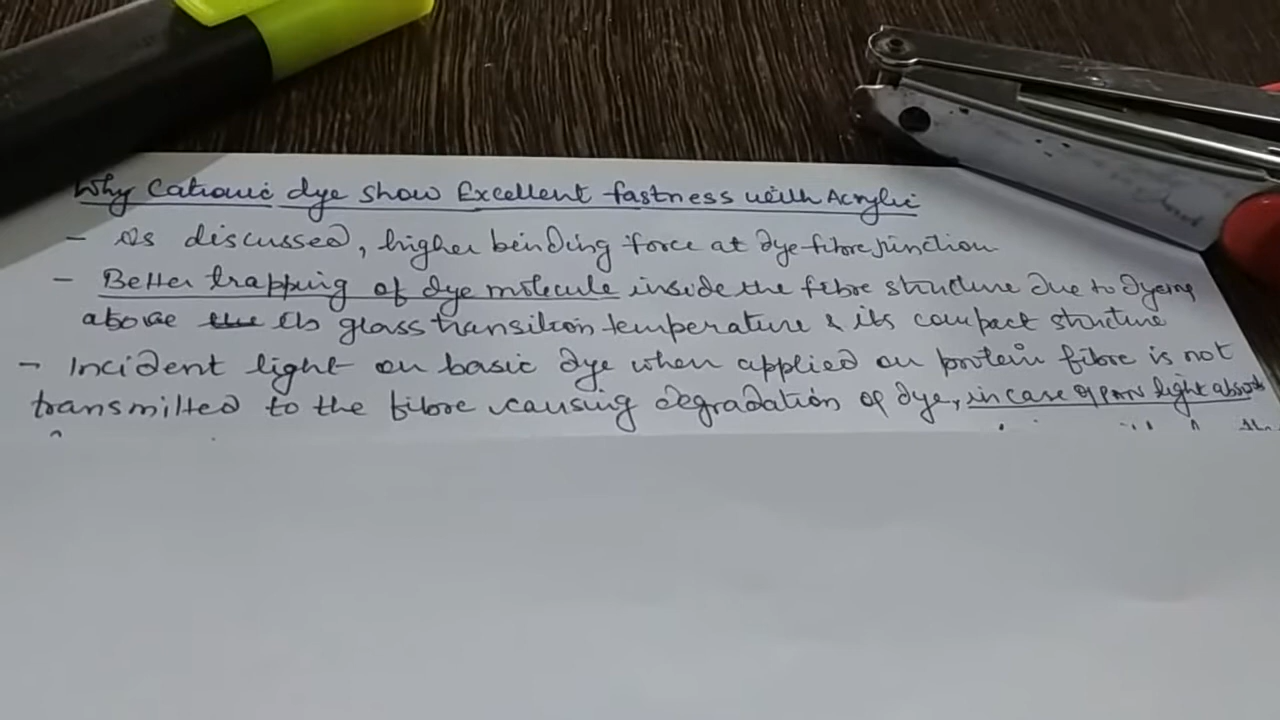 Why Cationic dye show Excellent fastness with Acrylic
- As discussed, higher binding force at dye fibre junction
- Better trapping of dye molecule inside the fibre structure due to dyeing
above its glass transition temperature & its compact structure
- Incident light on basic dye when applied on protein fibre is not
transmitted to the fibre causing degradation of dye, in case of PAN light absorb